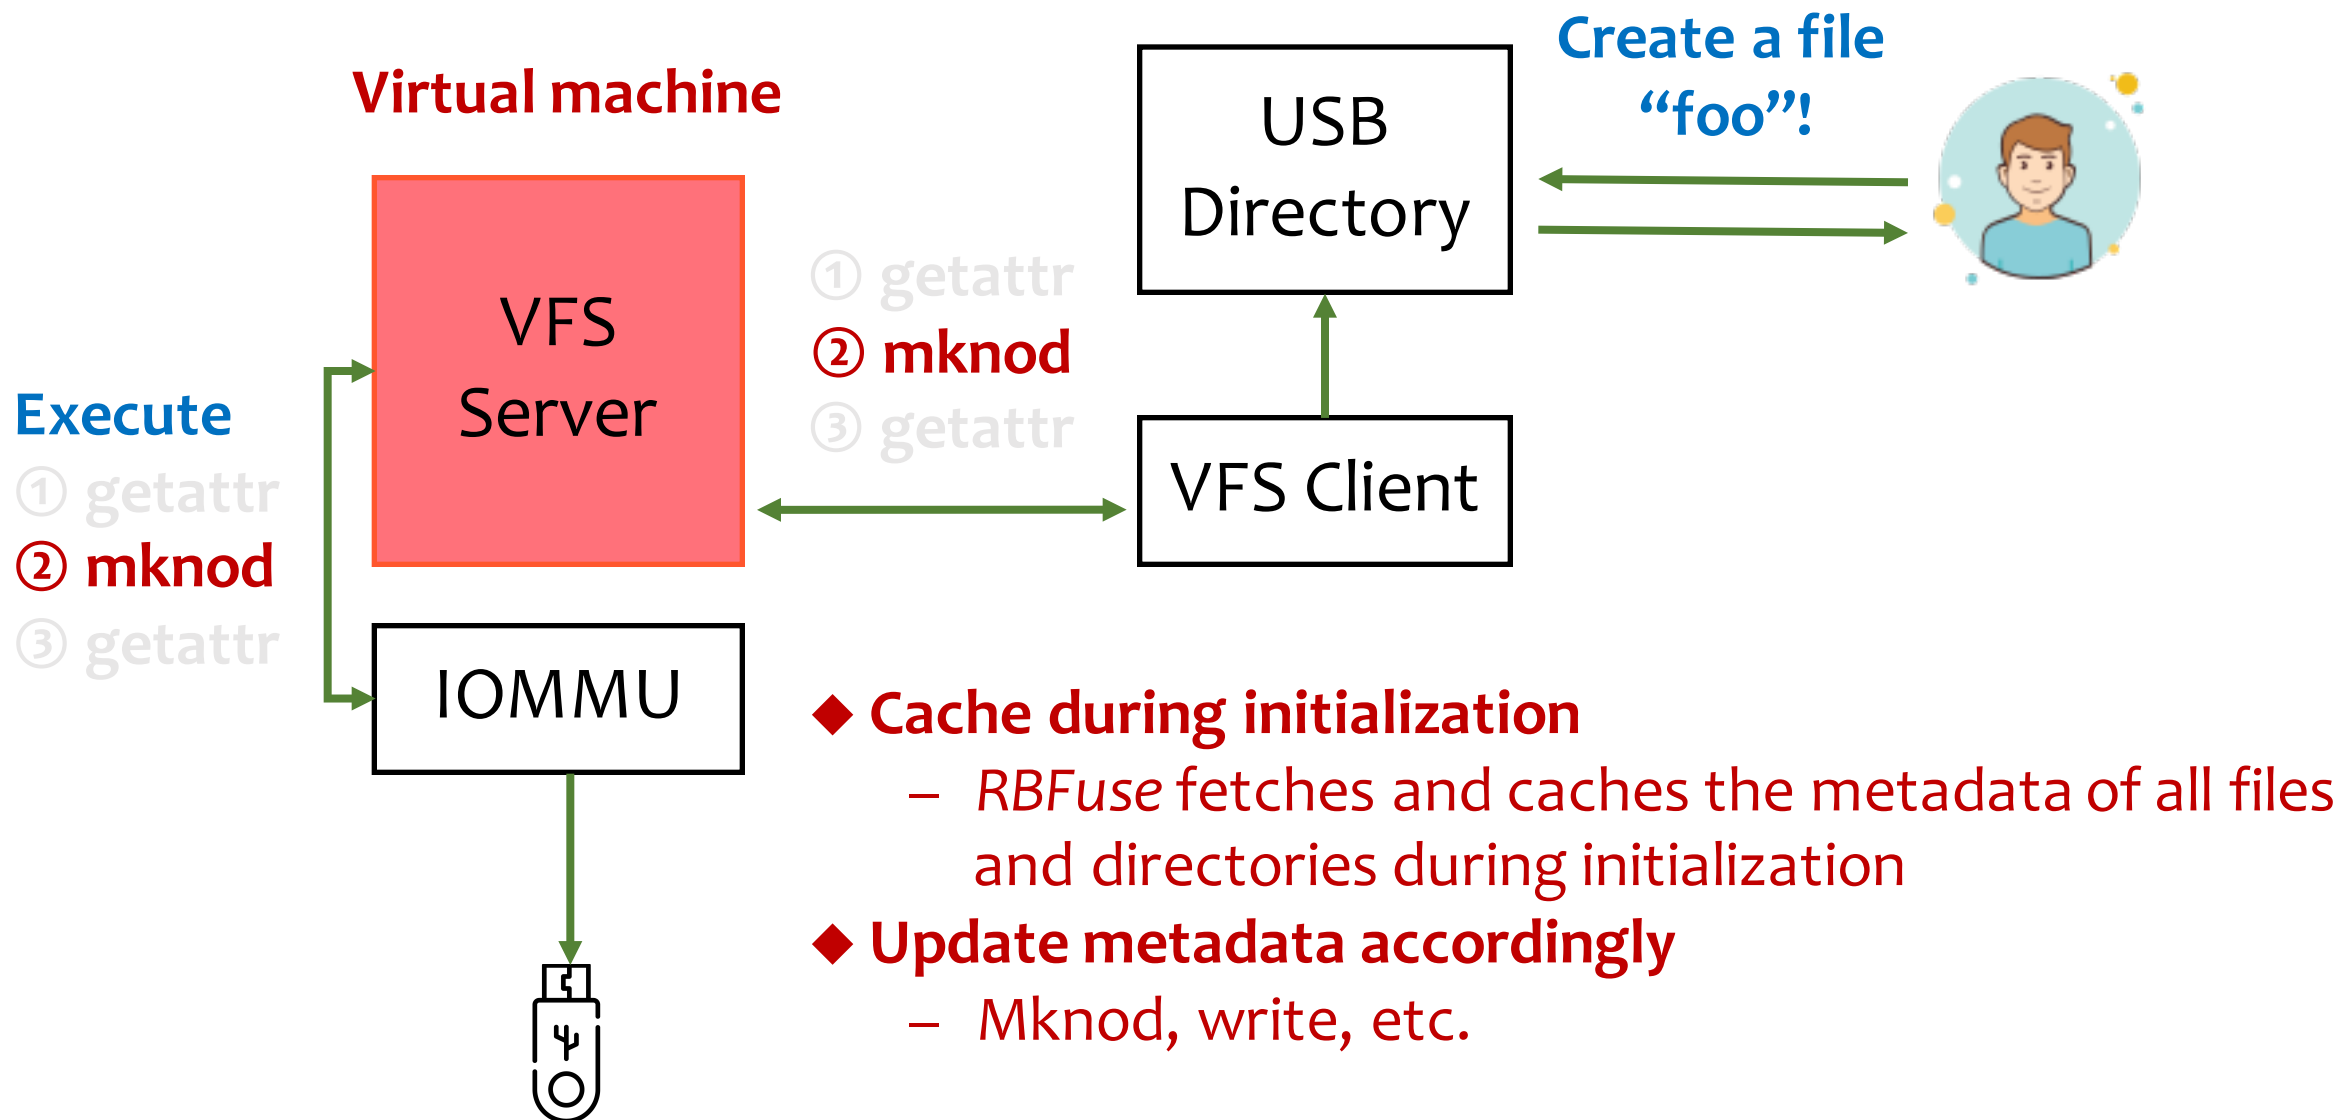 Virtual machine
VFS
Server
Execute
① getattr
② mknod
③ getattr
IOMMU
① getattr
② mknod
③ getattr
USB
Directory
VFS Client
Create a file
“foo”!
◆ Cache during initialization
– RBFuse fetches and caches the metadata of all files
and directories during initialization
◆ Update metadata accordingly
– Mknod, write, etc.